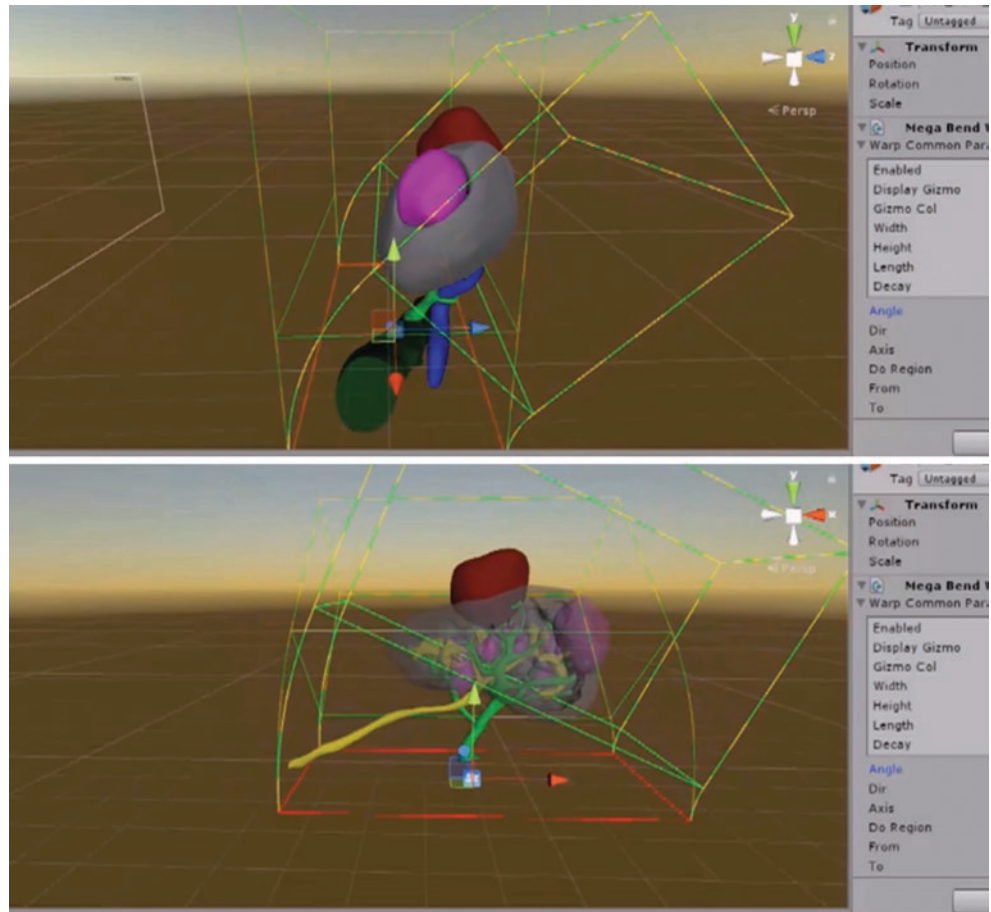 Tag Untagged
y
z
Persp
Transform
Position
Rotation
Scale
Mega Bend W
Warp Common Para
Enabled
Display Gizmo
Gizmo Col
Width
Height
Length
Decay
Angle
Dir
Axis
Do Region
From
To
Tag Untagged
y
x
Persp
Transform
Position
Rotation
Scale
Mega Bend W
Warp Common Para
Enabled
Display Gizmo
Gizmo Col
Width
Height
Length
Decay
Angle
Dir
Axis
Do Region
From
To